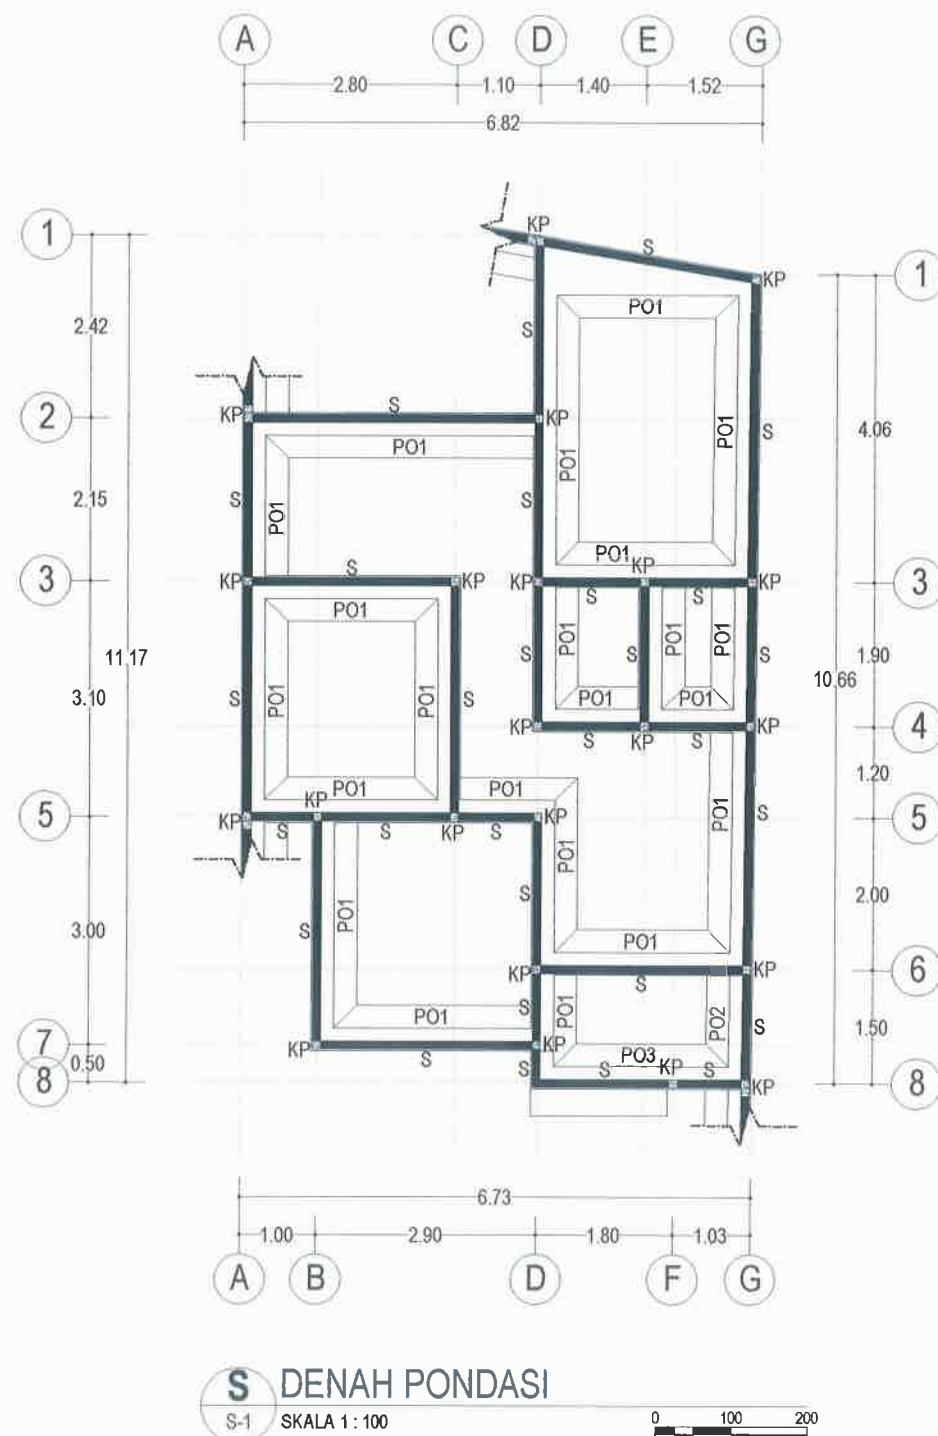 A C D E G
2.80 1.10 1.40 1.52
6.82
1 KP S
KP 1
2.42 PO1
S
S
2 KP KP PO1 S 4.06
PO1
PO1
2.15 S S
PO1
PO1
KP
3 KP S KP KP KP 3
S S
PO1 PO1 PO1 PO1
11.17 S S S 10.66 1.90
3.10 S PO1 PO1 S PO1 PO1
KP KP KP 4
S S
1.20
PO1 KP PO1 PO1 S
5 KP KP KP 5
S S S
PO1
2.00
3.00 S PO1 S
PO1
KP KP 6
S
PO1 S PO1 PO2 S 1.50
7 KP KP
0.50 S S PO3 KP
S S
8 KP 8
6.73
1.00 2.90 1.80 1.03
A B D F G
S DENAH PONDASI
S-1 SKALA 1 : 100
0 100 200